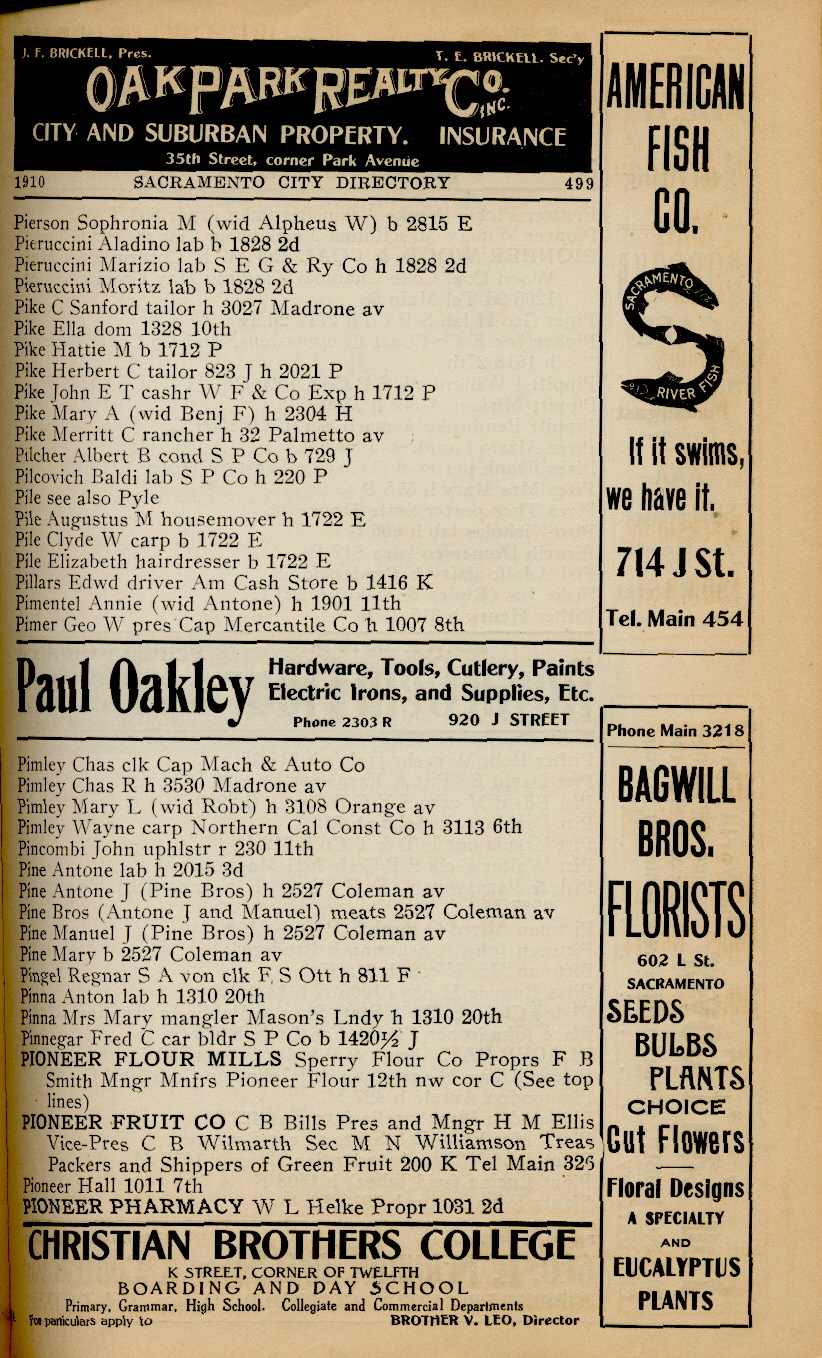 J. F. BRICKELL, Pres. T. E. BRICKELL. Sec'y
OAK PARK REALTY CO. INC.
CITY AND SUBURBAN PROPERTY. INSURANCE
35th Street, corner Park Avenue
1910 SACRAMENTO CITY DIRECTORY 499
Pierson Sophronia M (wid Alpheus W) b 2815 E
Pieruccini Aladino lab b 1828 2d
Pieruccini Marizio lab S E G & Ry Co h 1828 2d
Pieruccini Moritz lab b 1828 2d
Pike C Sanford tailor h 3027 Madrone av
Pike Ella dom 1328 10th
Pike Hattie M b 1712 P
Pike Herbert C tailor 823 J h 2021 P
Pike John E T cashr W F & Co Exp h 1712 P
Pike Mary A (wid Benj F) h 2304 H
Pike Merritt C rancher h 32 Palmetto av
Pilcher Albert B cond S P Co b 729 J
Pilcovich Baldi lab S P Co h 220 P
Pile see also Pyle
Pile Augustus M housemover h 1722 E
Pile Clyde W carp b 1722 E
Pile Elizabeth hairdresser b 1722 E
Pillars Edwd driver Am Cash Store b 1416 K
Pimentel Annie (wid Antone) h 1901 11th
Pimer Geo W pres Cap Mercantile Co h 1007 8th
Paul Oakley
Hardware, Tools, Cutlery, Paints
Electric Irons, and Supplies, Etc.
Phone 2303 R 920 J STREET
Pimley Chas clk Cap Mach & Auto Co
Pimley Chas R h 3530 Madrone av
Pimley Mary L (wid Robt) h 3108 Orange av
Pimley Wayne carp Northern Cal Const Co h 3113 6th
Pincombi John uphlstr r 230 11th
Pine Antone lab h 2015 3d
Pine Antone J (Pine Bros) h 2527 Coleman av
Pine Bros (Antone J and Manuel) meats 2527 Coleman av
Pine Manuel J (Pine Bros) h 2527 Coleman av
Pine Mary b 2527 Coleman av
Pingel Regnar S A von clk F S Ott h 811 F
Pinna Anton lab h 1310 20th
Pinna Mrs Mary mangler Mason's Lndy h 1310 20th
Pinnegar Fred C car bldr S P Co b 1420½ J
PIONEER FLOUR MILLS Sperry Flour Co Proprs F B
Smith Mngr Mnfrs Pioneer Flour 12th nw cor C (See top
lines)
PIONEER FRUIT CO C B Bills Pres and Mngr H M Ellis
Vice-Pres C B Wilmarth Sec M N Williamson Treas
Packers and Shippers of Green Fruit 200 K Tel Main 326
Pioneer Hall 1011 7th
PIONEER PHARMACY W L Helke Propr 1031 2d
CHRISTIAN BROTHERS COLLEGE
K STREET, CORNER OF TWELFTH
BOARDING AND DAY SCHOOL
Primary, Grammar, High School. Collegiate and Commercial Departments
For particulars apply to BROTHER V. LEO, Director
AMERICAN
FISH
CO.
SACRAMENTO
RIVER FISH
If it swims,
we have it.
714 J St.
Tel. Main 454
Phone Main 3218
BAGWILL
BROS.
FLORISTS
602 L St.
SACRAMENTO
SEEDS
BULBS
PLANTS
CHOICE
Cut Flowers
Floral Designs
A SPECIALTY
AND
EUCALYPTUS
PLANTS